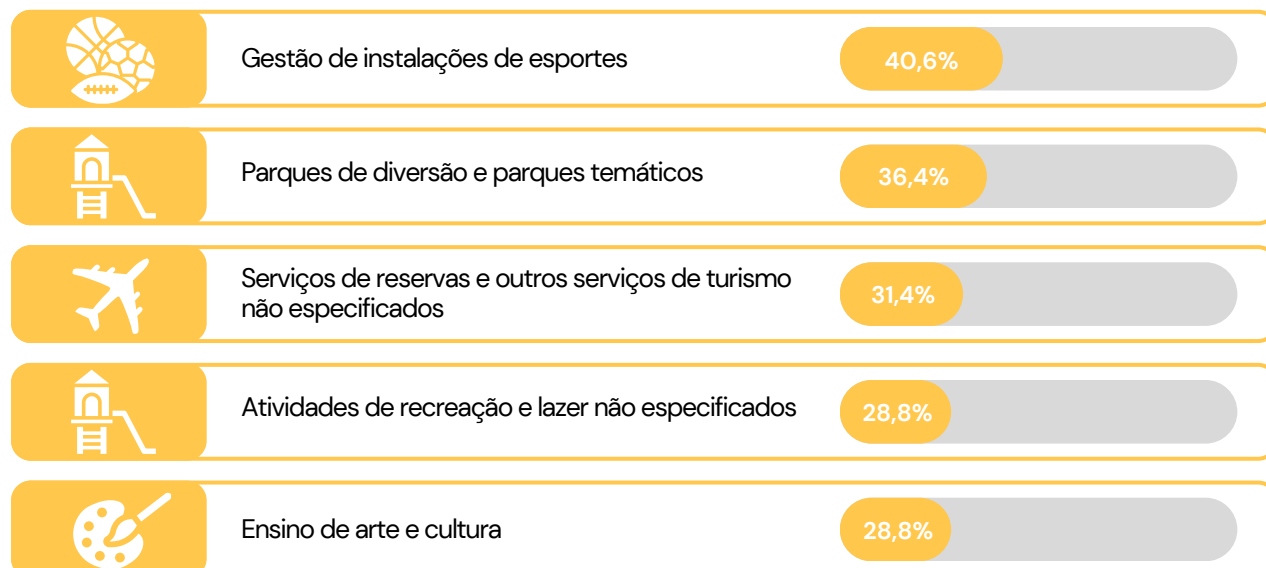 Gestão de instalações de esportes
40,6%
Parques de diversão e parques temáticos
36,4%
Serviços de reservas e outros serviços de turismo
não especificados
31,4%
Atividades de recreação e lazer não especificados
28,8%
Ensino de arte e cultura
28,8%